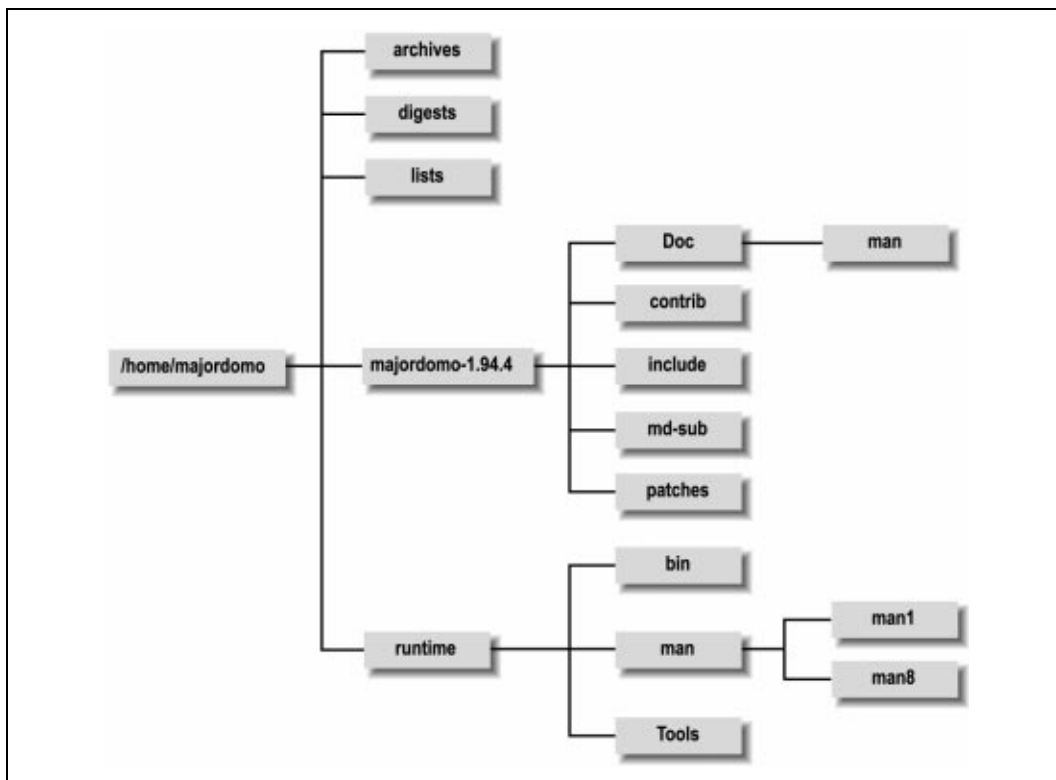 archives
digests
lists
Doc
man
contrib
/home/majordomo
majordomo-1.94.4
include
md-sub
patches
bin
runtime
man
man1
man8
Tools